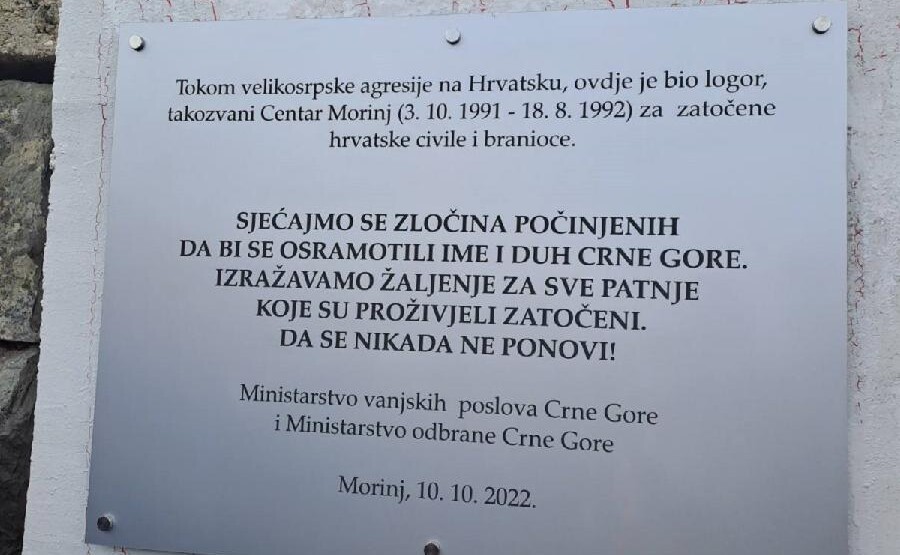 Tokom velikosrpske agresije na Hrvatsku, ovdje je bio logor,
takozvani Centar Morinj (3. 10. 1991 - 18. 8. 1992) za zatočene
hrvatske civile i branioce.
SJEĆAJMO SE ZLOČINA POČINJENIH
DA BI SE OSRAMOTILI IME I DUH CRNE GORE.
IZRAŽAVAMO ŽALJENJE ZA SVE PATNJE
KOJE SU PROŽIVJELI ZATOČENI.
DA SE NIKADA NE PONOVI!
Ministarstvo vanjskih poslova Crne Gore
i Ministarstvo odbrane Crne Gore
Morinj, 10. 10. 2022.